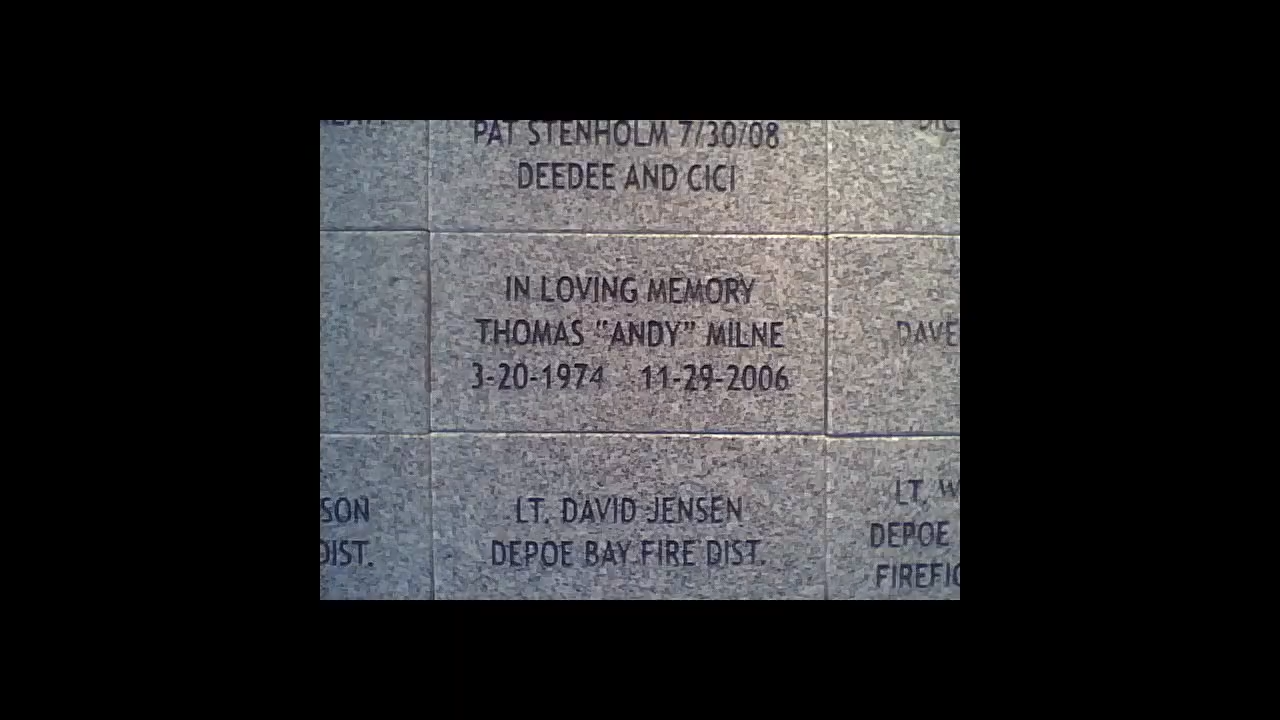 PAT STENHOLM 7/30/08
DEEDEE AND CICI
IN LOVING MEMORY
THOMAS "ANDY" MILNE
3-20-1974 11-29-2006
DAVE
SON
DIST.
LT. DAVID JENSEN
DEPOE BAY FIRE DIST.
LT. W
DEPOE
FIREFIG